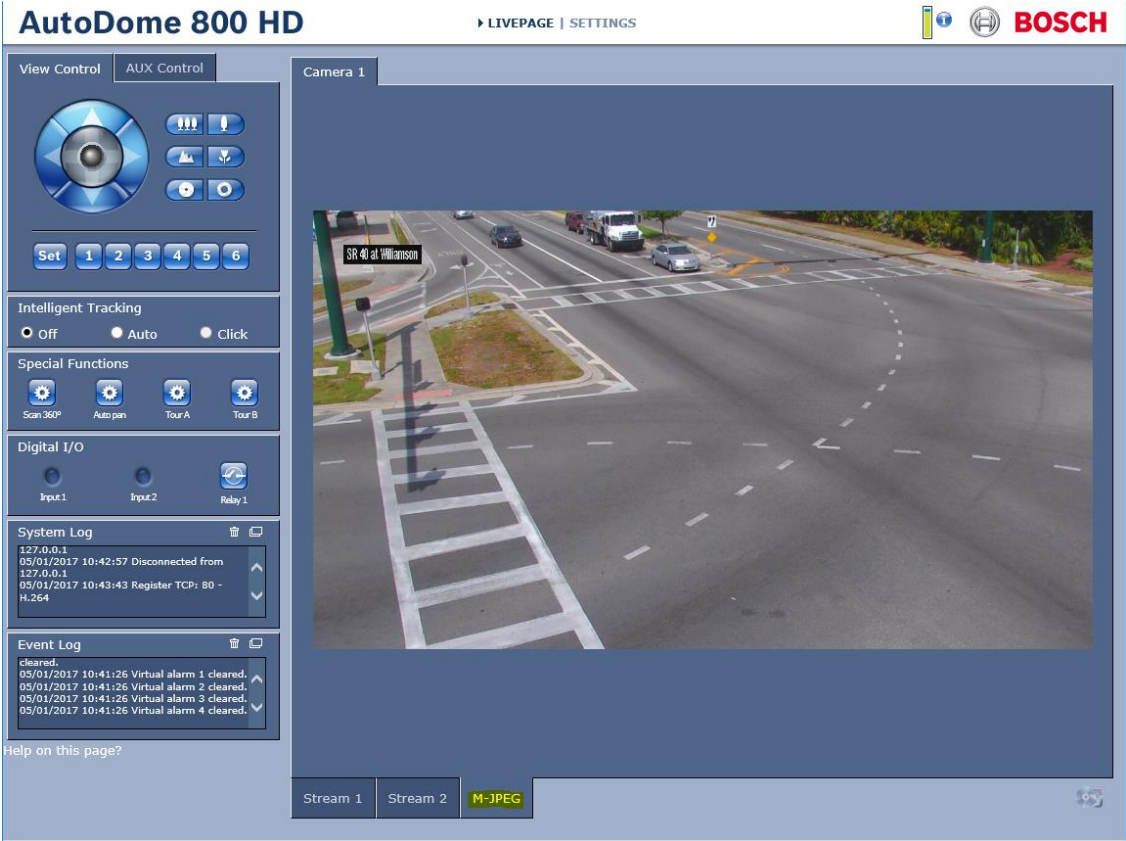 AutoDome 800 HD
LIVEPAGE | SETTINGS
BOSCH
View Control
AUX Control
Set 1 2 3 4 5 6
Intelligent Tracking
Off Auto Click
Special Functions
Scan 360° Auto pan Tour A Tour B
Digital I/O
Input 1 Input 2 Relay 1
System Log
127.0.0.1
05/01/2017 10:42:57 Disconnected from
127.0.0.1
05/01/2017 10:43:43 Register TCP: 80 -
H.264
Event Log
cleared.
05/01/2017 10:41:26 Virtual alarm 1 cleared.
05/01/2017 10:41:26 Virtual alarm 2 cleared.
05/01/2017 10:41:26 Virtual alarm 3 cleared.
05/01/2017 10:41:26 Virtual alarm 4 cleared.
Help on this page?
Camera 1
SR 40 at Williamson
Stream 1 Stream 2 M-JPEG